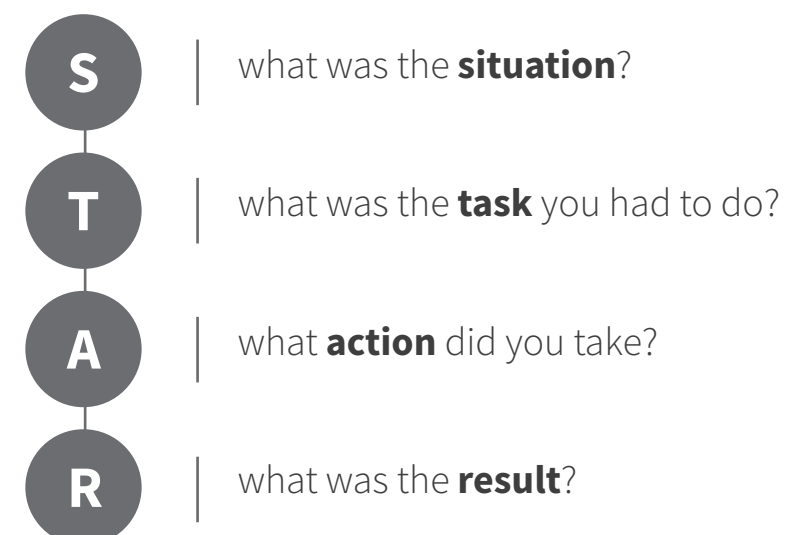 S
what was the situation?
T
what was the task you had to do?
A
what action did you take?
R
what was the result?